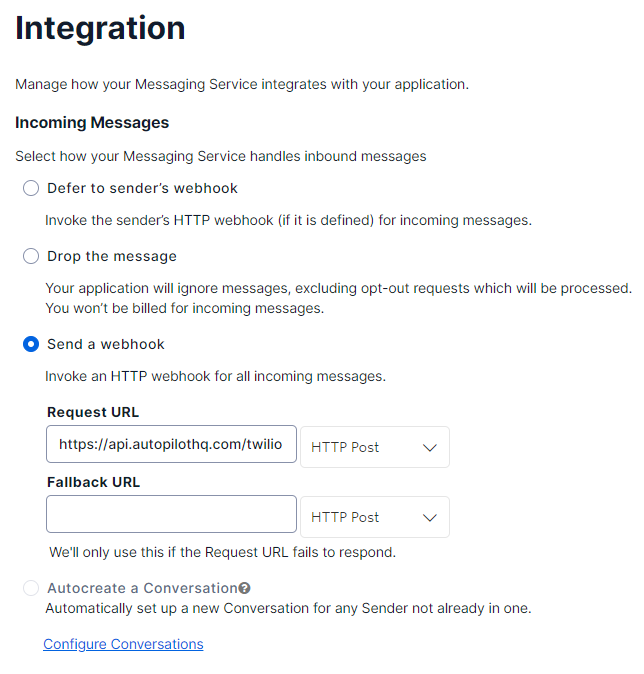 Integration
Manage how your Messaging Service integrates with your application.
Incoming Messages
Select how your Messaging Service handles inbound messages
Defer to sender’s webhook
Invoke the sender’s HTTP webhook (if it is defined) for incoming messages.
Drop the message
Your application will ignore messages, excluding opt-out requests which will be processed.
You won’t be billed for incoming messages.
Send a webhook
Invoke an HTTP webhook for all incoming messages.
Request URL
https://api.autopilothq.com/twilio HTTP Post
Fallback URL
HTTP Post
We'll only use this if the Request URL fails to respond.
Autocreate a Conversation?
Automatically set up a new Conversation for any Sender not already in one.
Configure Conversations